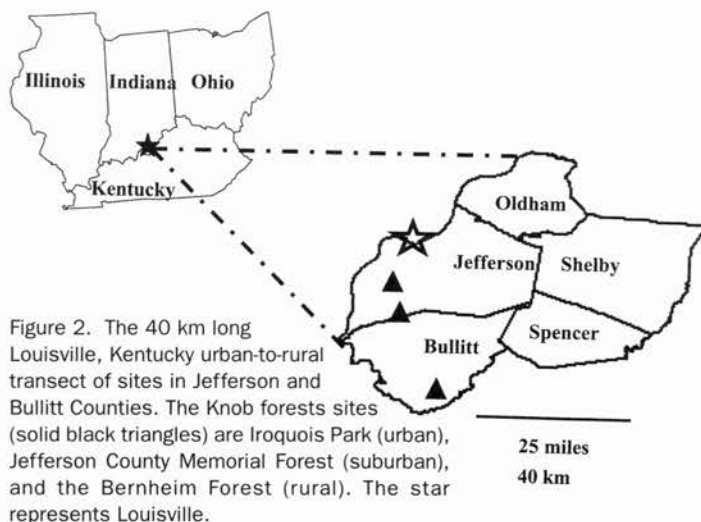 Illinois
Indiana
Ohio
Kentucky
Oldham
Jefferson
Shelby
Bullitt
Spencer
25 miles
40 km
Figure 2. The 40 km long
Louisville, Kentucky urban-to-rural
transect of sites in Jefferson and
Bullitt Counties. The Knob forests sites
(solid black triangles) are Iroquois Park (urban),
Jefferson County Memorial Forest (suburban),
and the Bernheim Forest (rural). The star
represents Louisville.